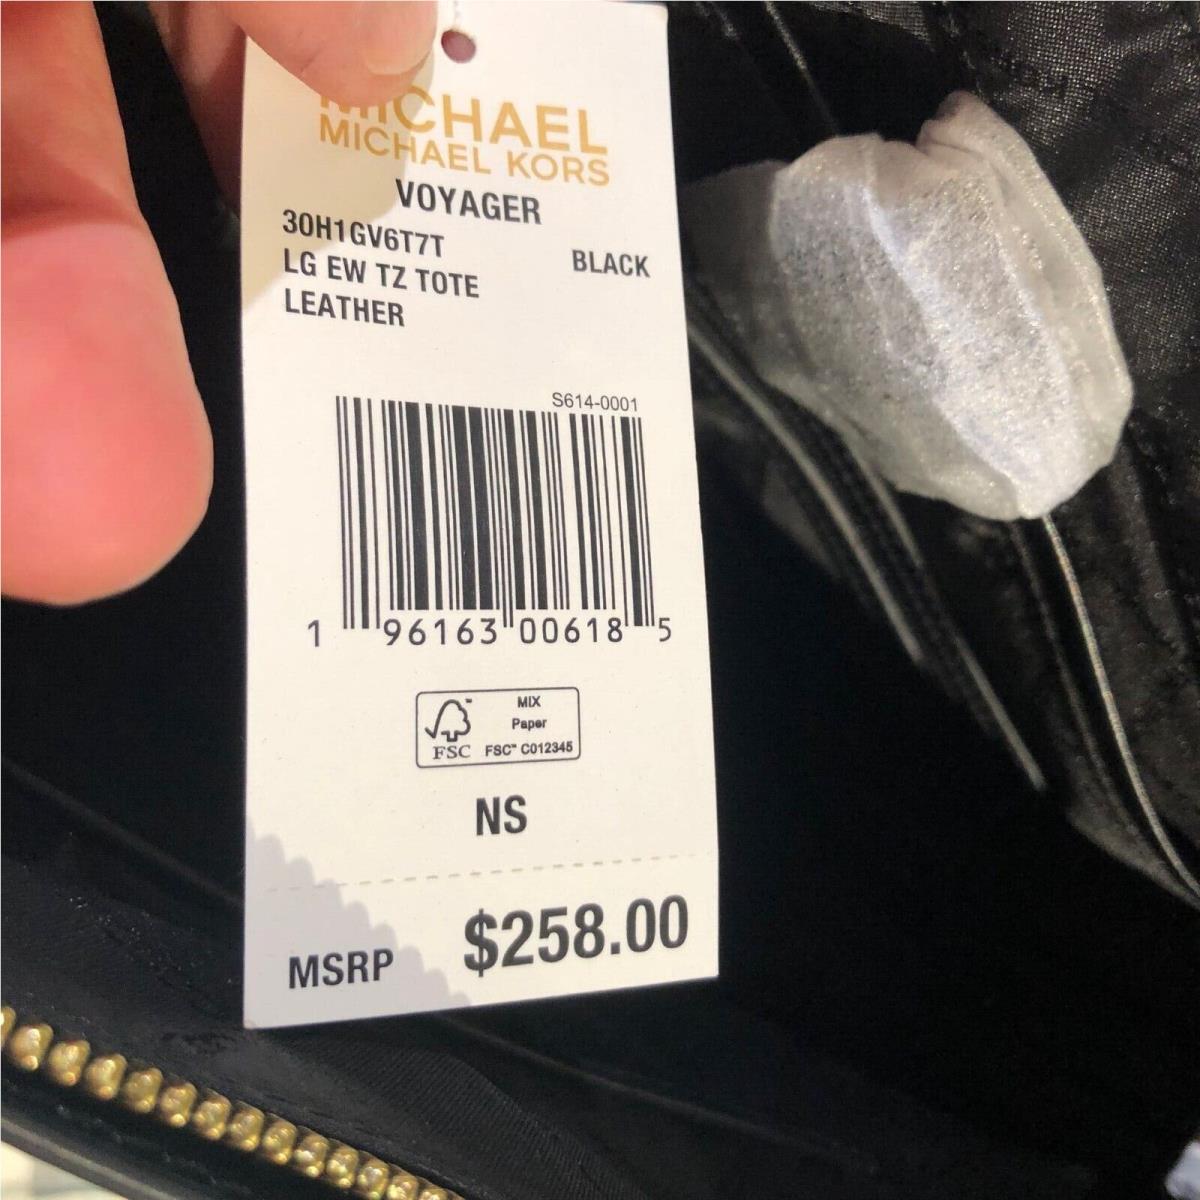 MICHAEL
MICHAEL KORS
VOYAGER
30H1GV6T7T
BLACK
LG EW TZ TOTE
LEATHER
S614-0001
1 96163 00618 5
FSC™
MIX
Paper
FSC™ C012345
NS
MSRP $258.00